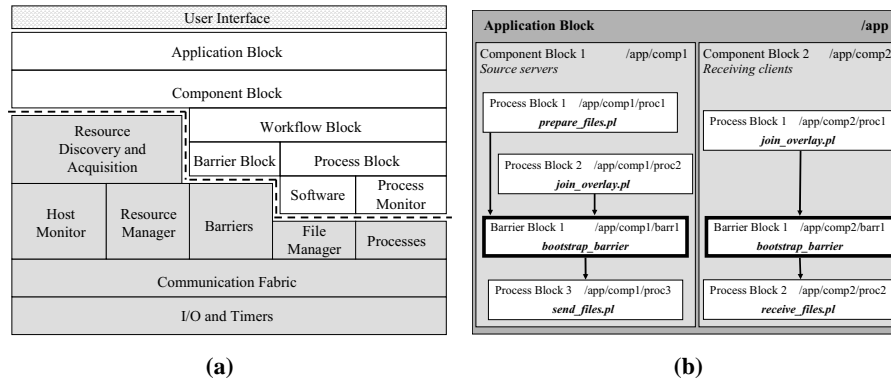 User Interface
Application Block
Component Block
Workflow Block
Resource
Discovery and
Acquisition
Barrier Block
Process Block
Software
Process
Monitor
Host
Monitor
Resource
Manager
Barriers
File
Manager
Processes
Communication Fabric
I/O and Timers
(a)
Application Block /app
Component Block 1 /app/comp1
Source servers
Process Block 1 /app/comp1/proc1
prepare_files.pl
Process Block 2 /app/comp1/proc2
join_overlay.pl
Barrier Block 1 /app/comp1/barr1
bootstrap_barrier
Process Block 3 /app/comp1/proc3
send_files.pl
Component Block 2 /app/comp2
Receiving clients
Process Block 1 /app/comp2/proc1
join_overlay.pl
Barrier Block 1 /app/comp2/barr1
bootstrap_barrier
Process Block 2 /app/comp2/proc2
receive_files.pl
(b)